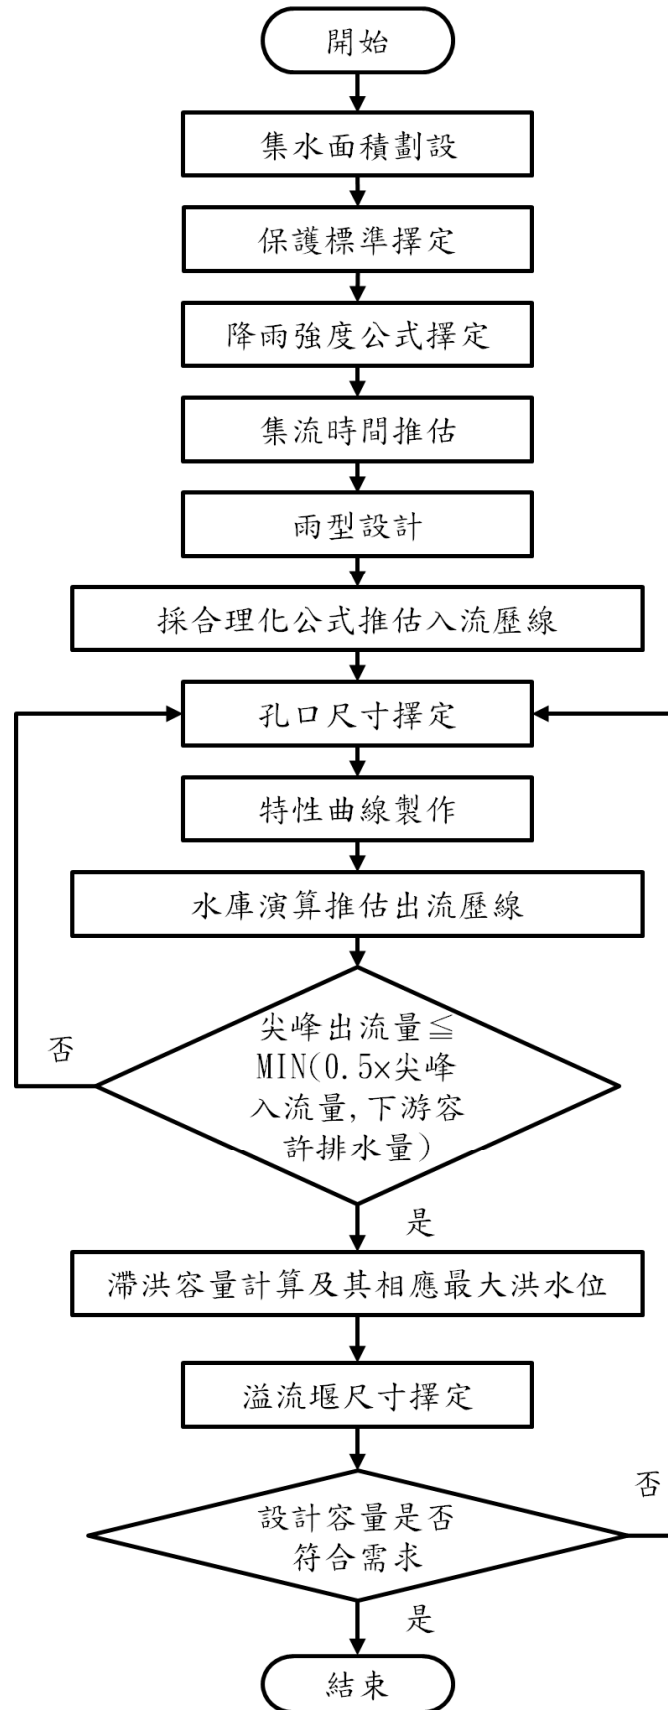 開始
集水面積劃設
保護標準擇定
降雨強度公式擇定
集流時間推估
雨型設計
採合理化公式推估入流歷線
孔口尺寸擇定
特性曲線製作
水庫演算推估出流歷線
尖峰出流量≦
MIN(0.5×尖峰
入流量,下游容
許排水量)
否
是
滯洪容量計算及其相應最大洪水位
溢流堰尺寸擇定
設計容量是否
符合需求
否
是
結束